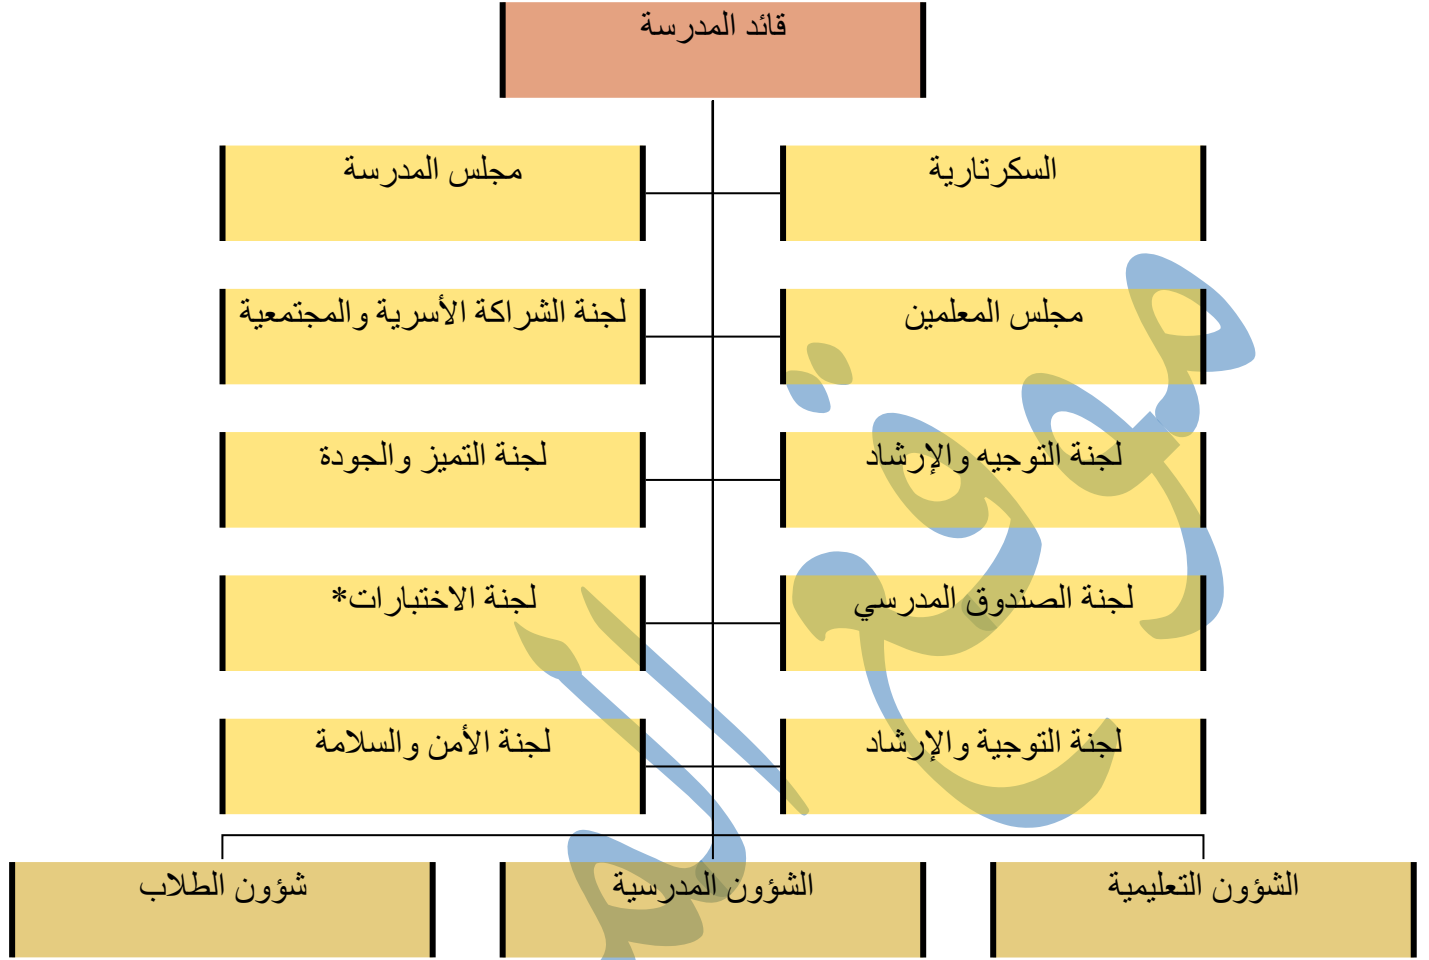 قائد المدرسة
السكرتارية
مجلس المدرسة
مجلس المعلمين
لجنة الشراكة الأسرية والمجتمعية
لجنة التوجيه والإرشاد
لجنة التميز والجودة
لجنة الصندوق المدرسي
لجنة الاختبارات*
لجنة التوجية والإرشاد
لجنة الأمن والسلامة
الشؤون التعليمية
الشؤون المدرسية
شؤون الطلاب
موقع